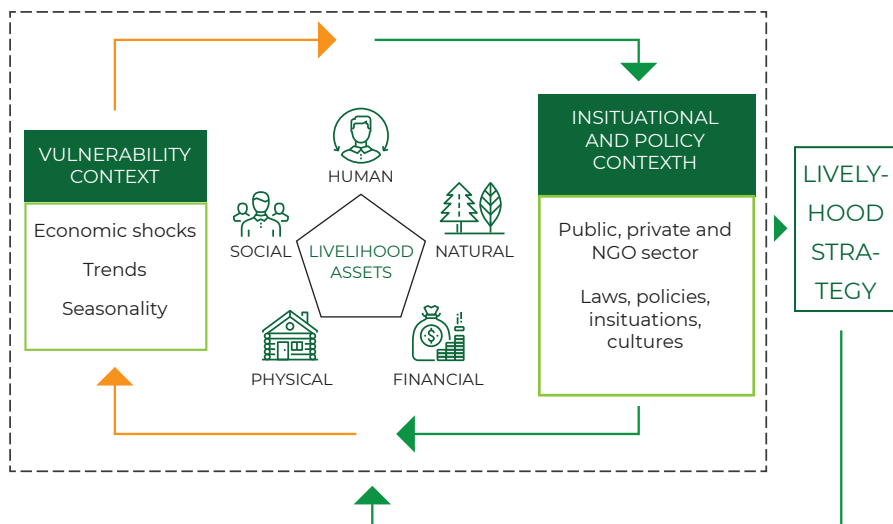 VULNERABILITY
CONTEXT
Economic shocks
Trends
Seasonality
HUMAN
SOCIAL
NATURAL
LIVELIHOOD
ASSETS
PHYSICAL
FINANCIAL
INSITUATIONAL
AND POLICY
CONTEXTH
Public, private and
NGO sector
Laws, policies,
insituations,
cultures
LIVELY-
HOOD
STRA-
TEGY